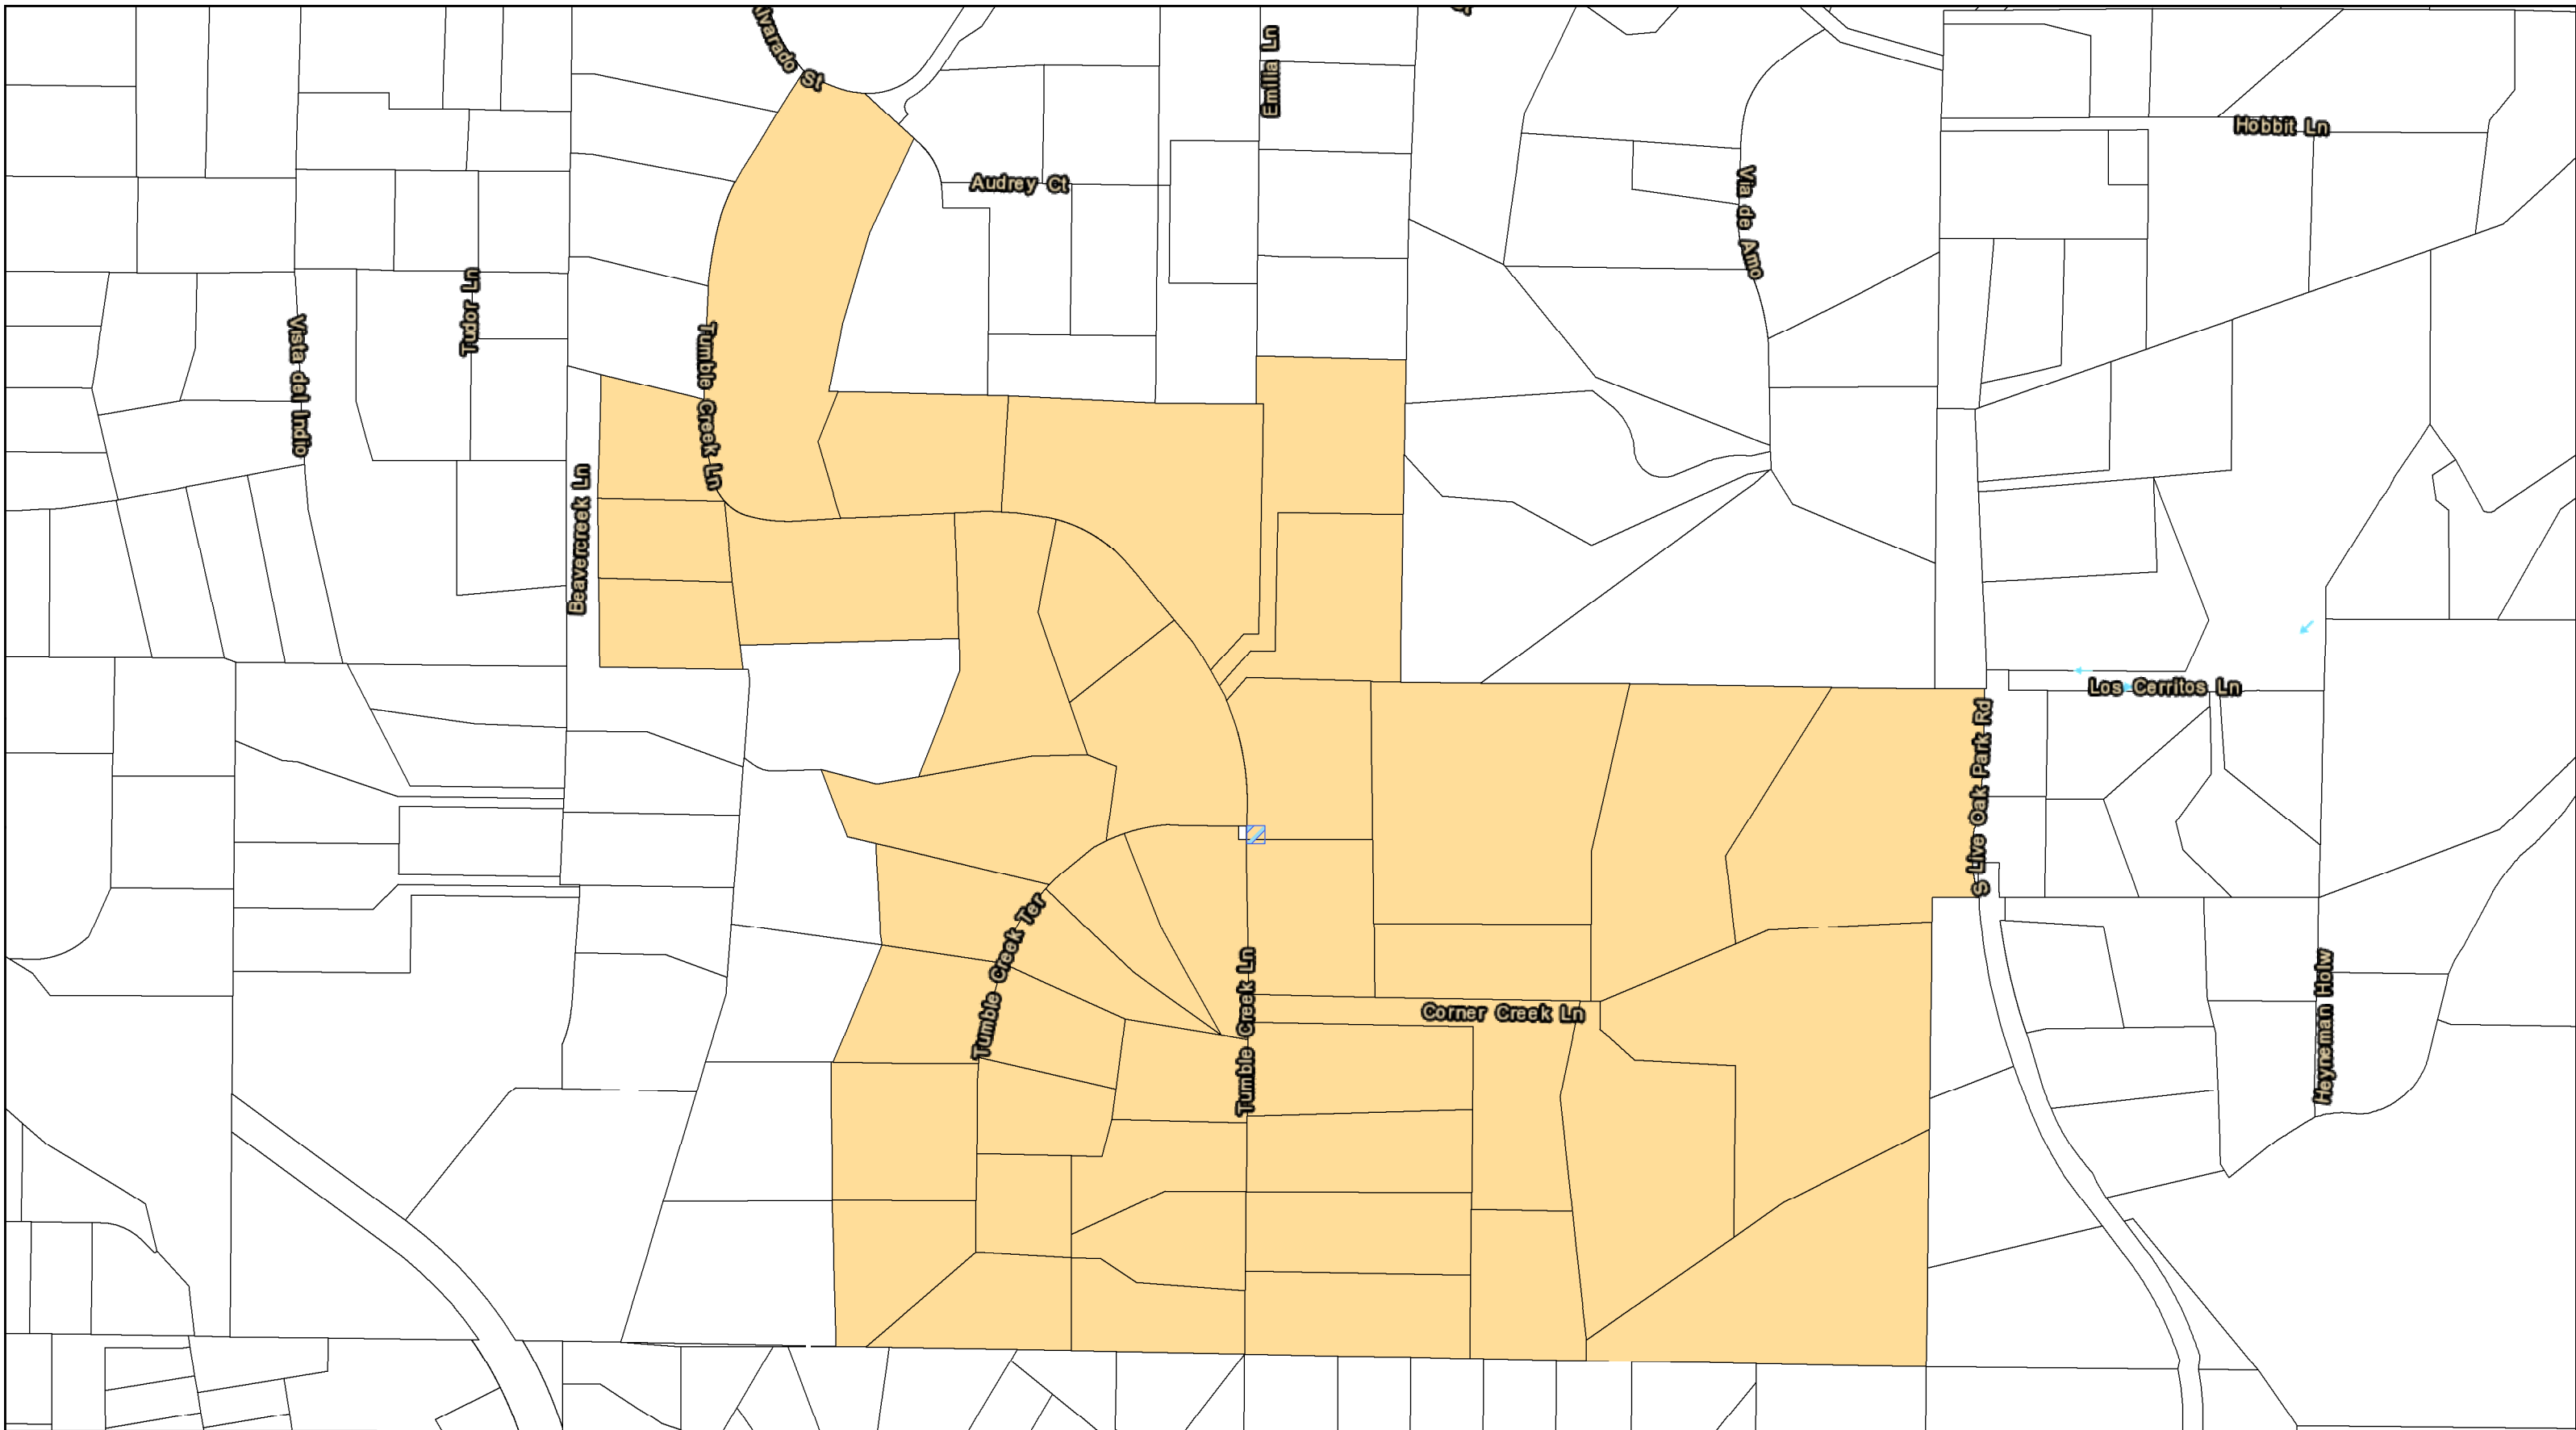 lvarado St
Emilia Ln
Hobbit Ln
Audrey Ct
Via de Amo
Tudor Ln
Vista del Indio
Tumble Creek Ln
Beavercreek Ln
Los Cerritos Ln
S Live Oak Park Rd
Tumble Creek Ter
Tumble Creek Ln
Corner Creek Ln
Heyneman Holw